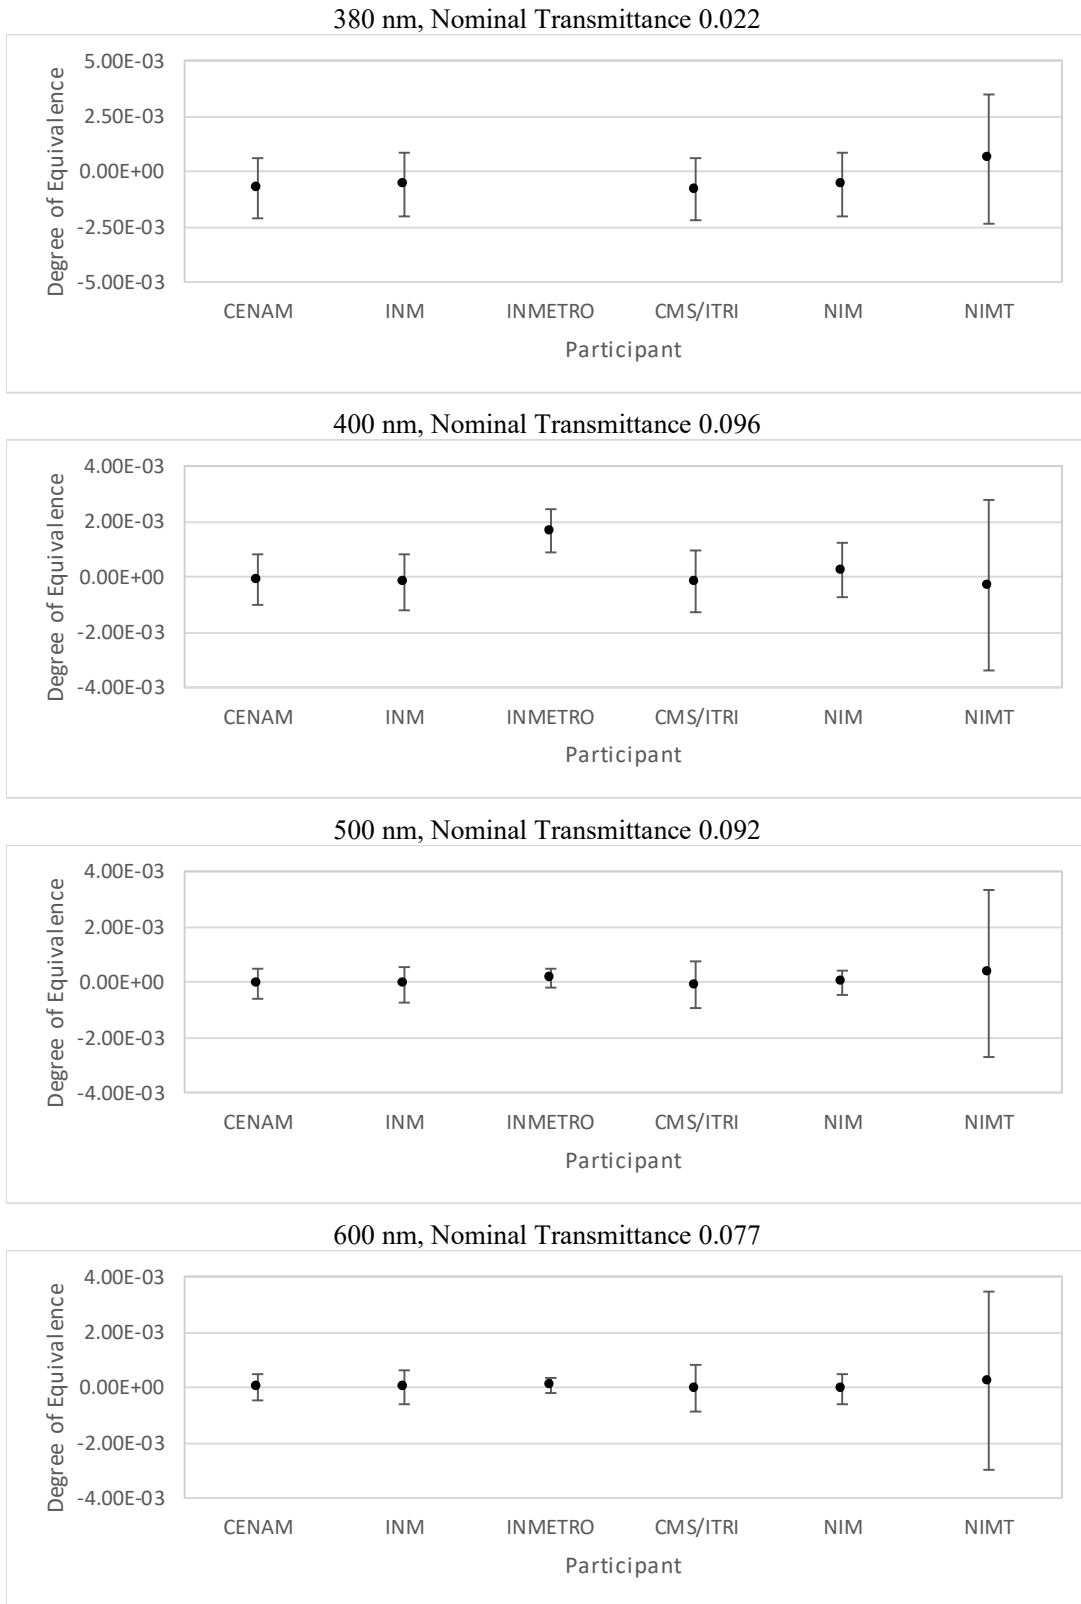 380 nm, Nominal Transmittance 0.022
5.00E-03
2.50E-03
0.00E+00
-2.50E-03
-5.00E-03
Degree of Equivalence
CENAM INM INMETRO CMS/ITRI NIM NIMT
Participant
400 nm, Nominal Transmittance 0.096
4.00E-03
2.00E-03
0.00E+00
-2.00E-03
-4.00E-03
Degree of Equivalence
CENAM INM INMETRO CMS/ITRI NIM NIMT
Participant
500 nm, Nominal Transmittance 0.092
4.00E-03
2.00E-03
0.00E+00
-2.00E-03
-4.00E-03
Degree of Equivalence
CENAM INM INMETRO CMS/ITRI NIM NIMT
Participant
600 nm, Nominal Transmittance 0.077
4.00E-03
2.00E-03
0.00E+00
-2.00E-03
-4.00E-03
Degree of Equivalence
CENAM INM INMETRO CMS/ITRI NIM NIMT
Participant